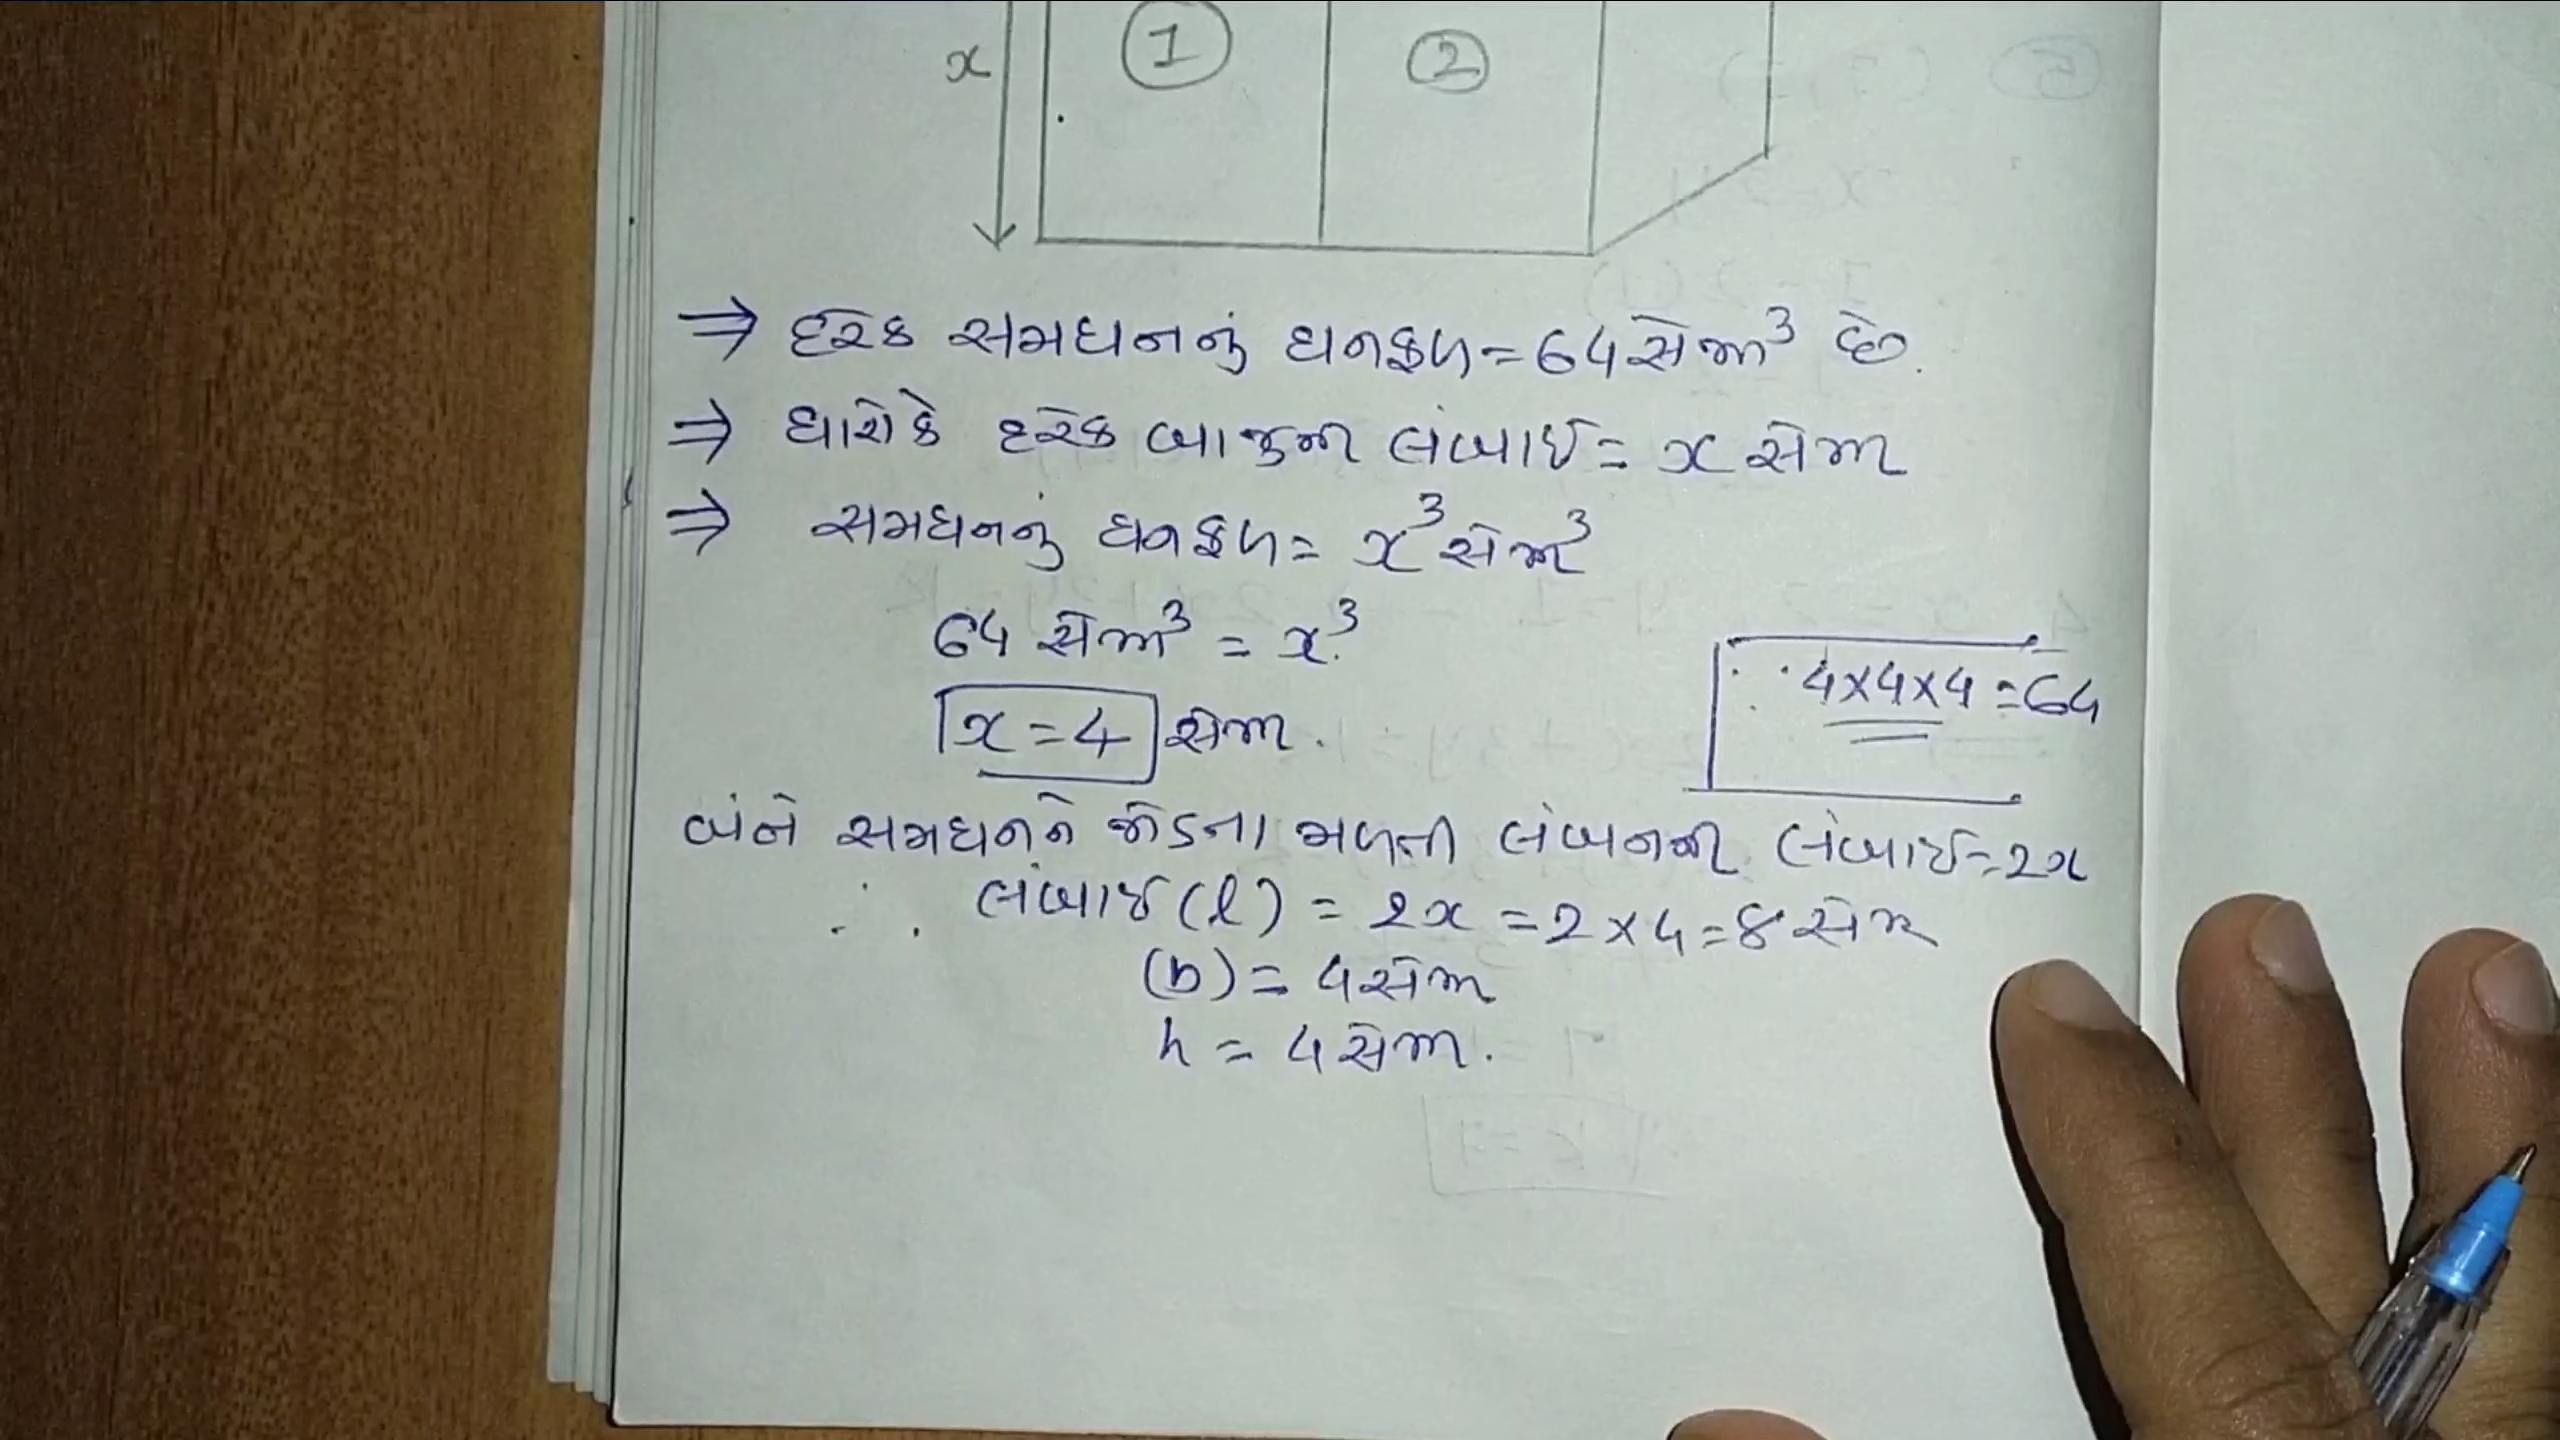 x ① ②
⇒ દરેક સમઘનનું ઘનફળ = 64 સેમી³ છે.
⇒ ધારો કે દરેક બાજુની લંબાઈ = x સેમી
⇒ સમઘનનું ઘનફળ = x³ સેમી³
64 સેમી³ = x³
x = 4 સેમી.
∵ 4×4×4 = 64
બંને સમઘનને જોડતા મળતી લંબઘનની લંબાઈ = 2x
∴ લંબાઈ (l) = 2x = 2 × 4 = 8 સેમી
(b) = 4 સેમી
h = 4 સેમી.